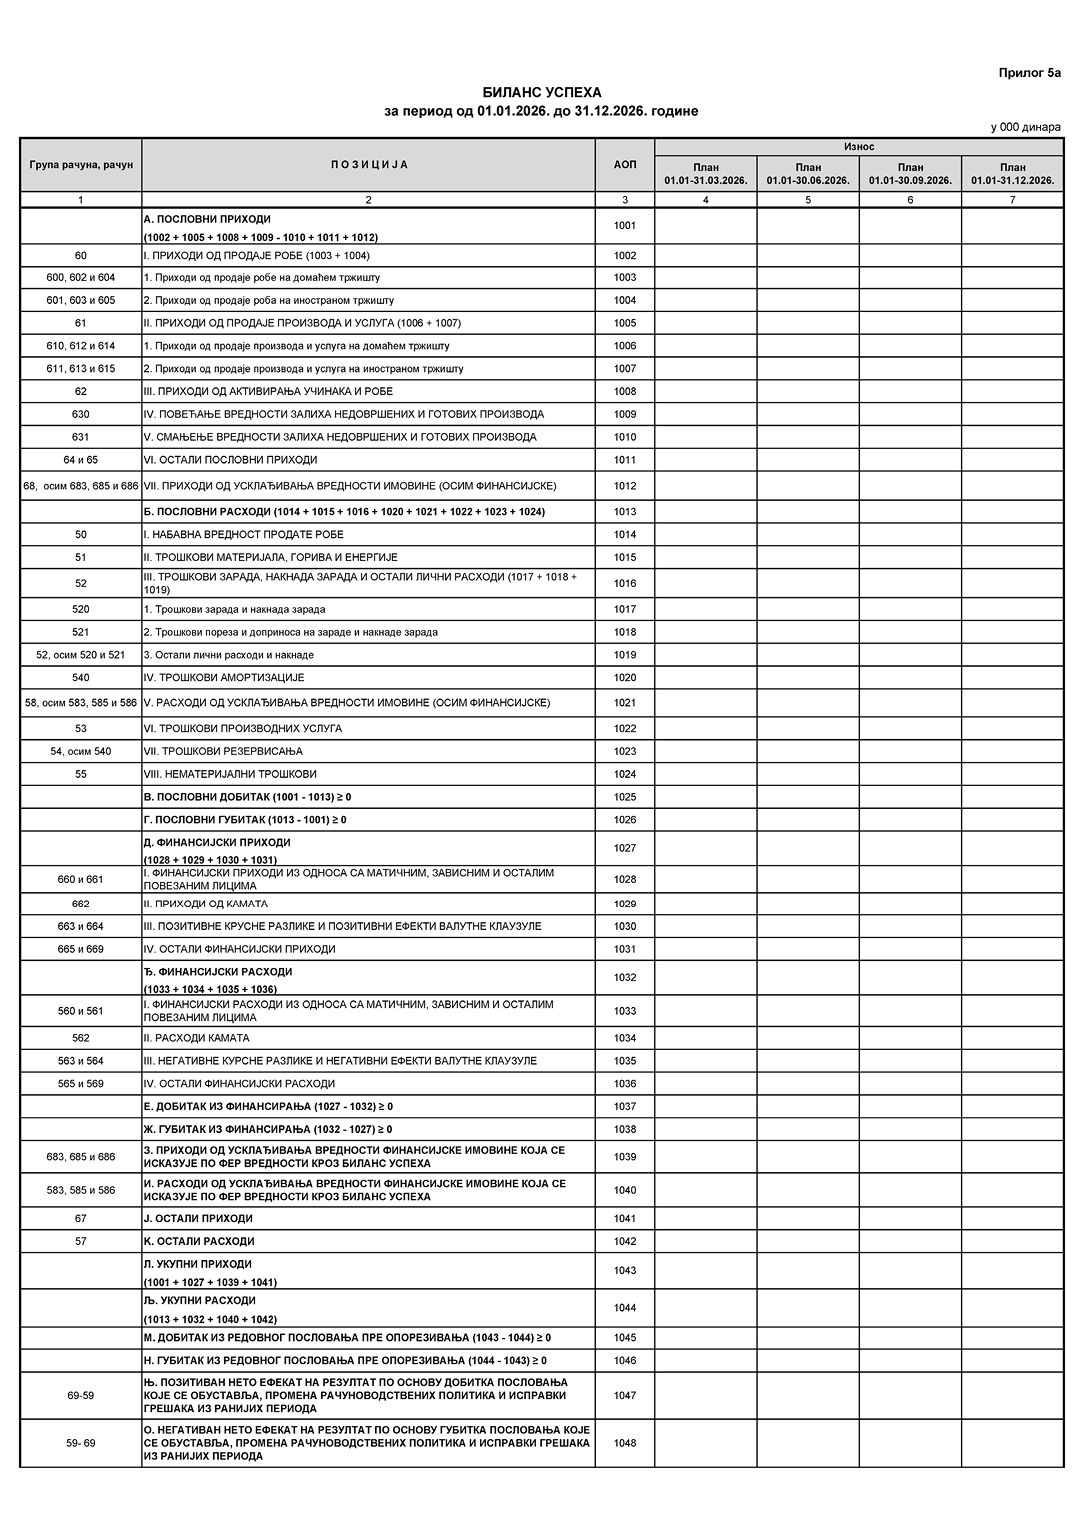 Прилог 5а
БИЛАНС УСПЕХА
за период од 01.01.2026. до 31.12.2026. године
у 000 динара
Група рачуна, рачун П О З И Ц И Ј А АОП Износ
План План План План
01.01-31.03.2026. 01.01-30.06.2026. 01.01-30.09.2026. 01.01-31.12.2026.
1 2 3 4 5 6 7
А. ПОСЛОВНИ ПРИХОДИ
(1002 + 1005 + 1008 + 1009 - 1010 + 1011 + 1012) 1001
60 I. ПРИХОДИ ОД ПРОДАЈЕ РОБЕ (1003 + 1004) 1002
600, 602 и 604 1. Приходи од продаје робе на домаћем тржишту 1003
601, 603 и 605 2. Приходи од продаје роба на иностраном тржишту 1004
61 II. ПРИХОДИ ОД ПРОДАЈЕ ПРОИЗВОДА И УСЛУГА (1006 + 1007) 1005
610, 612 и 614 1. Приходи од продаје производа и услуга на домаћем тржишту 1006
611, 613 и 615 2. Приходи од продаје производа и услуга на иностраном тржишту 1007
62 III. ПРИХОДИ ОД АКТИВИРАЊА УЧИНАКА И РОБЕ 1008
630 IV. ПОВЕЋАЊЕ ВРЕДНОСТИ ЗАЛИХА НЕДОВРШЕНИХ И ГОТОВИХ ПРОИЗВОДА 1009
631 V. СМАЊЕЊЕ ВРЕДНОСТИ ЗАЛИХА НЕДОВРШЕНИХ И ГОТОВИХ ПРОИЗВОДА 1010
64 и 65 VI. ОСТАЛИ ПОСЛОВНИ ПРИХОДИ 1011
68, осим 683, 685 и 686 VII. ПРИХОДИ ОД УСКЛАЂИВАЊА ВРЕДНОСТИ ИМОВИНЕ (ОСИМ ФИНАНСИЈСКЕ) 1012
Б. ПОСЛОВНИ РАСХОДИ (1014 + 1015 + 1016 + 1020 + 1021 + 1022 + 1023 + 1024) 1013
50 I. НАБАВНА ВРЕДНОСТ ПРОДАТЕ РОБЕ 1014
51 II. ТРОШКОВИ МАТЕРИЈАЛА, ГОРИВА И ЕНЕРГИЈЕ 1015
52 III. ТРОШКОВИ ЗАРАДА, НАКНАДА ЗАРАДА И ОСТАЛИ ЛИЧНИ РАСХОДИ (1017 + 1018 +
1019) 1016
520 1. Трошкови зарада и накнада зарада 1017
521 2. Трошкови пореза и доприноса на зараде и накнаде зарада 1018
52, осим 520 и 521 3. Остали лични расходи и накнаде 1019
540 IV. ТРОШКОВИ АМОРТИЗАЦИЈЕ 1020
58, осим 583, 585 и 586 V. РАСХОДИ ОД УСКЛАЂИВАЊА ВРЕДНОСТИ ИМОВИНЕ (ОСИМ ФИНАНСИЈСКЕ) 1021
53 VI. ТРОШКОВИ ПРОИЗВОДНИХ УСЛУГА 1022
54, осим 540 VII. ТРОШКОВИ РЕЗЕРВИСАЊА 1023
55 VIII. НЕМАТЕРИЈАЛНИ ТРОШКОВИ 1024
В. ПОСЛОВНИ ДОБИТАК (1001 - 1013) ≥ 0 1025
Г. ПОСЛОВНИ ГУБИТАК (1013 - 1001) ≥ 0 1026
Д. ФИНАНСИЈСКИ ПРИХОДИ
(1028 + 1029 + 1030 + 1031) 1027
660 и 661 I. ФИНАНСИЈСКИ ПРИХОДИ ИЗ ОДНОСА СА МАТИЧНИМ, ЗАВИСНИМ И ОСТАЛИМ
ПОВЕЗАНИМ ЛИЦИМА 1028
662 II. ПРИХОДИ ОД КАМАТА 1029
663 и 664 III. ПОЗИТИВНЕ КРУСНЕ РАЗЛИКЕ И ПОЗИТИВНИ ЕФЕКТИ ВАЛУТНЕ КЛАУЗУЛЕ 1030
665 и 669 IV. ОСТАЛИ ФИНАНСИЈСКИ ПРИХОДИ 1031
Ђ. ФИНАНСИЈСКИ РАСХОДИ
(1033 + 1034 + 1035 + 1036) 1032
560 и 561 I. ФИНАНСИЈСКИ РАСХОДИ ИЗ ОДНОСА СА МАТИЧНИМ, ЗАВИСНИМ И ОСТАЛИМ
ПОВЕЗАНИМ ЛИЦИМА 1033
562 II. РАСХОДИ КАМАТА 1034
563 и 564 III. НЕГАТИВНЕ КУРСНЕ РАЗЛИКЕ И НЕГАТИВНИ ЕФЕКТИ ВАЛУТНЕ КЛАУЗУЛЕ 1035
565 и 569 IV. ОСТАЛИ ФИНАНСИЈСКИ РАСХОДИ 1036
Е. ДОБИТАК ИЗ ФИНАНСИРАЊА (1027 - 1032) ≥ 0 1037
Ж. ГУБИТАК ИЗ ФИНАНСИРАЊА (1032 - 1027) ≥ 0 1038
683, 685 и 686 З. ПРИХОДИ ОД УСКЛАЂИВАЊА ВРЕДНОСТИ ФИНАНСИЈСКЕ ИМОВИНЕ КОЈА СЕ
ИСКАЗУЈЕ ПО ФЕР ВРЕДНОСТИ КРОЗ БИЛАНС УСПЕХА 1039
583, 585 и 586 И. РАСХОДИ ОД УСКЛАЂИВАЊА ВРЕДНОСТИ ФИНАНСИЈСКЕ ИМОВИНЕ КОЈА СЕ
ИСКАЗУЈЕ ПО ФЕР ВРЕДНОСТИ КРОЗ БИЛАНС УСПЕХА 1040
67 Ј. ОСТАЛИ ПРИХОДИ 1041
57 К. ОСТАЛИ РАСХОДИ 1042
Л. УКУПНИ ПРИХОДИ
(1001 + 1027 + 1039 + 1041) 1043
Љ. УКУПНИ РАСХОДИ
(1013 + 1032 + 1040 + 1042) 1044
М. ДОБИТАК ИЗ РЕДОВНОГ ПОСЛОВАЊА ПРЕ ОПОРЕЗИВАЊА (1043 - 1044) ≥ 0 1045
Н. ГУБИТАК ИЗ РЕДОВНОГ ПОСЛОВАЊА ПРЕ ОПОРЕЗИВАЊА (1044 - 1043) ≥ 0 1046
69-59 Њ. ПОЗИТИВАН НЕТО ЕФЕКАТ НА РЕЗУЛТАТ ПО ОСНОВУ ДОБИТКА ПОСЛОВАЊА
КОЈЕ СЕ ОБУСТАВЉА, ПРОМЕНА РАЧУНОВОДСТВЕНИХ ПОЛИТИКА И ИСПРАВКИ
ГРЕШАКА ИЗ РАНИЈИХ ПЕРИОДА 1047
59- 69 О. НЕГАТИВАН НЕТО ЕФЕКАТ НА РЕЗУЛТАТ ПО ОСНОВУ ГУБИТКА ПОСЛОВАЊА КОЈЕ
СЕ ОБУСТАВЉА, ПРОМЕНА РАЧУНОВОДСТВЕНИХ ПОЛИТИКА И ИСПРАВКИ ГРЕШАКА
ИЗ РАНИЈИХ ПЕРИОДА 1048